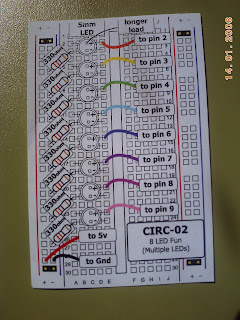 5mm
LED
longer
lead
to pin 2
to pin 3
to pin 4
to pin 5
to pin 6
to pin 7
to pin 8
to pin 9
CIRC-02
8 LED Fun
(Multiple LEDs)
to 5v
to Gnd
A B C D E
F G H I J
+ -
+ -
14.01.2006